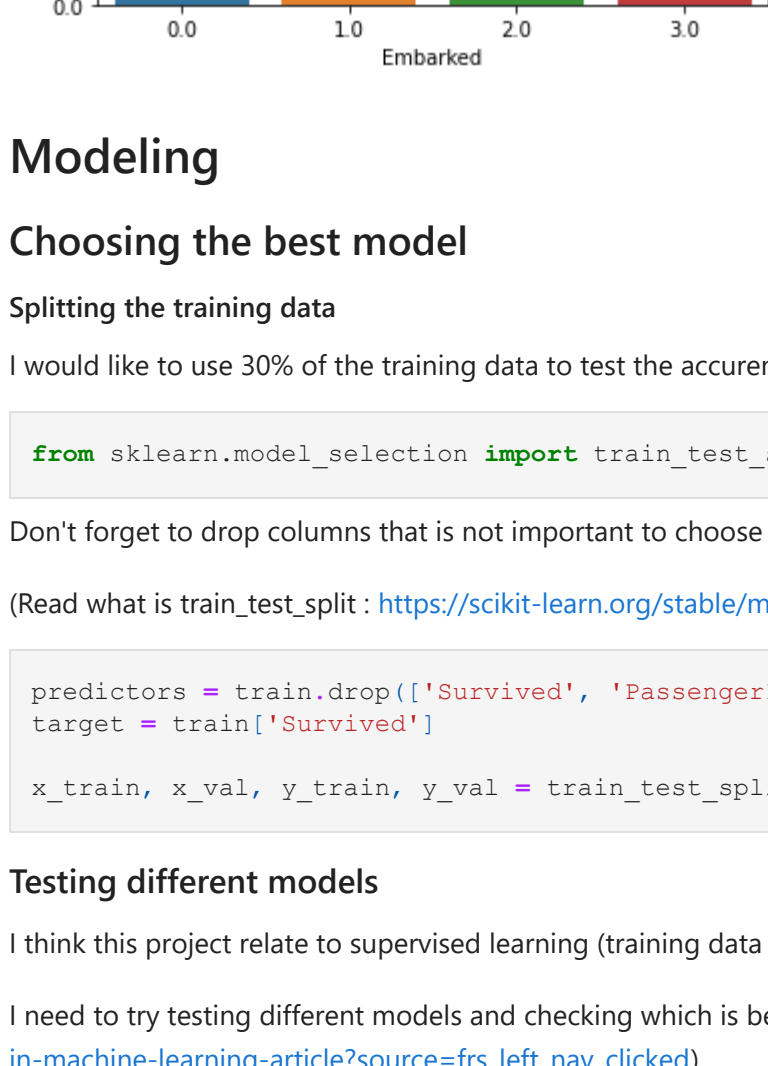 0.0
0.0 1.0 2.0 3.0
Embarked
Modeling
Choosing the best model
Splitting the training data
I would like to use 30% of the training data to test the
from sklearn.model_selection import train_test_
Don't forget to drop columns that is not important to choose
(Read what is train_test_split : https://scikit-learn.org/stable/m
predictors = train.drop(['Survived', 'Passenger
target = train['Survived']
x_train, x_val, y_train, y_val = train_test_spl
Testing different models
I think this project relate to supervised learning (training data
I need to try testing different models and checking which is be
in-machine-learning-article?source=frs_left_nav_clicked)